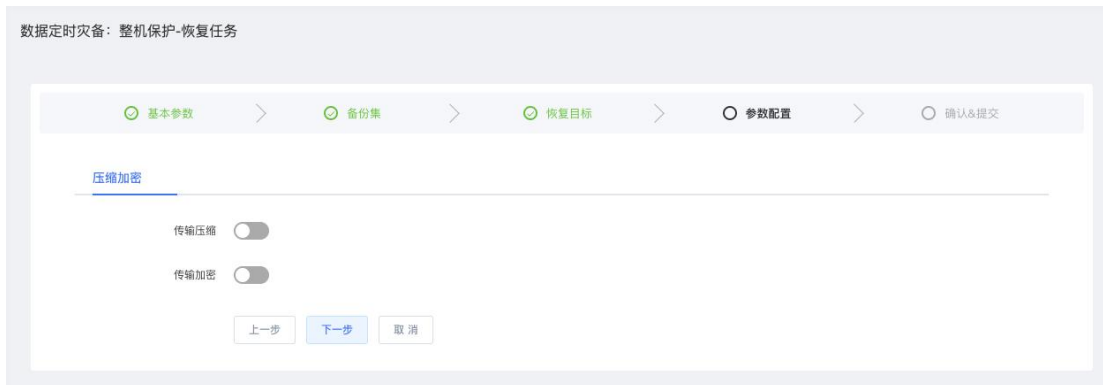 数据定时灾备：整机保护-恢复任务
基本参数 备份集 恢复目标 参数配置 确认&提交
压缩加密
传输压缩
传输加密
上一步 下一步 取消